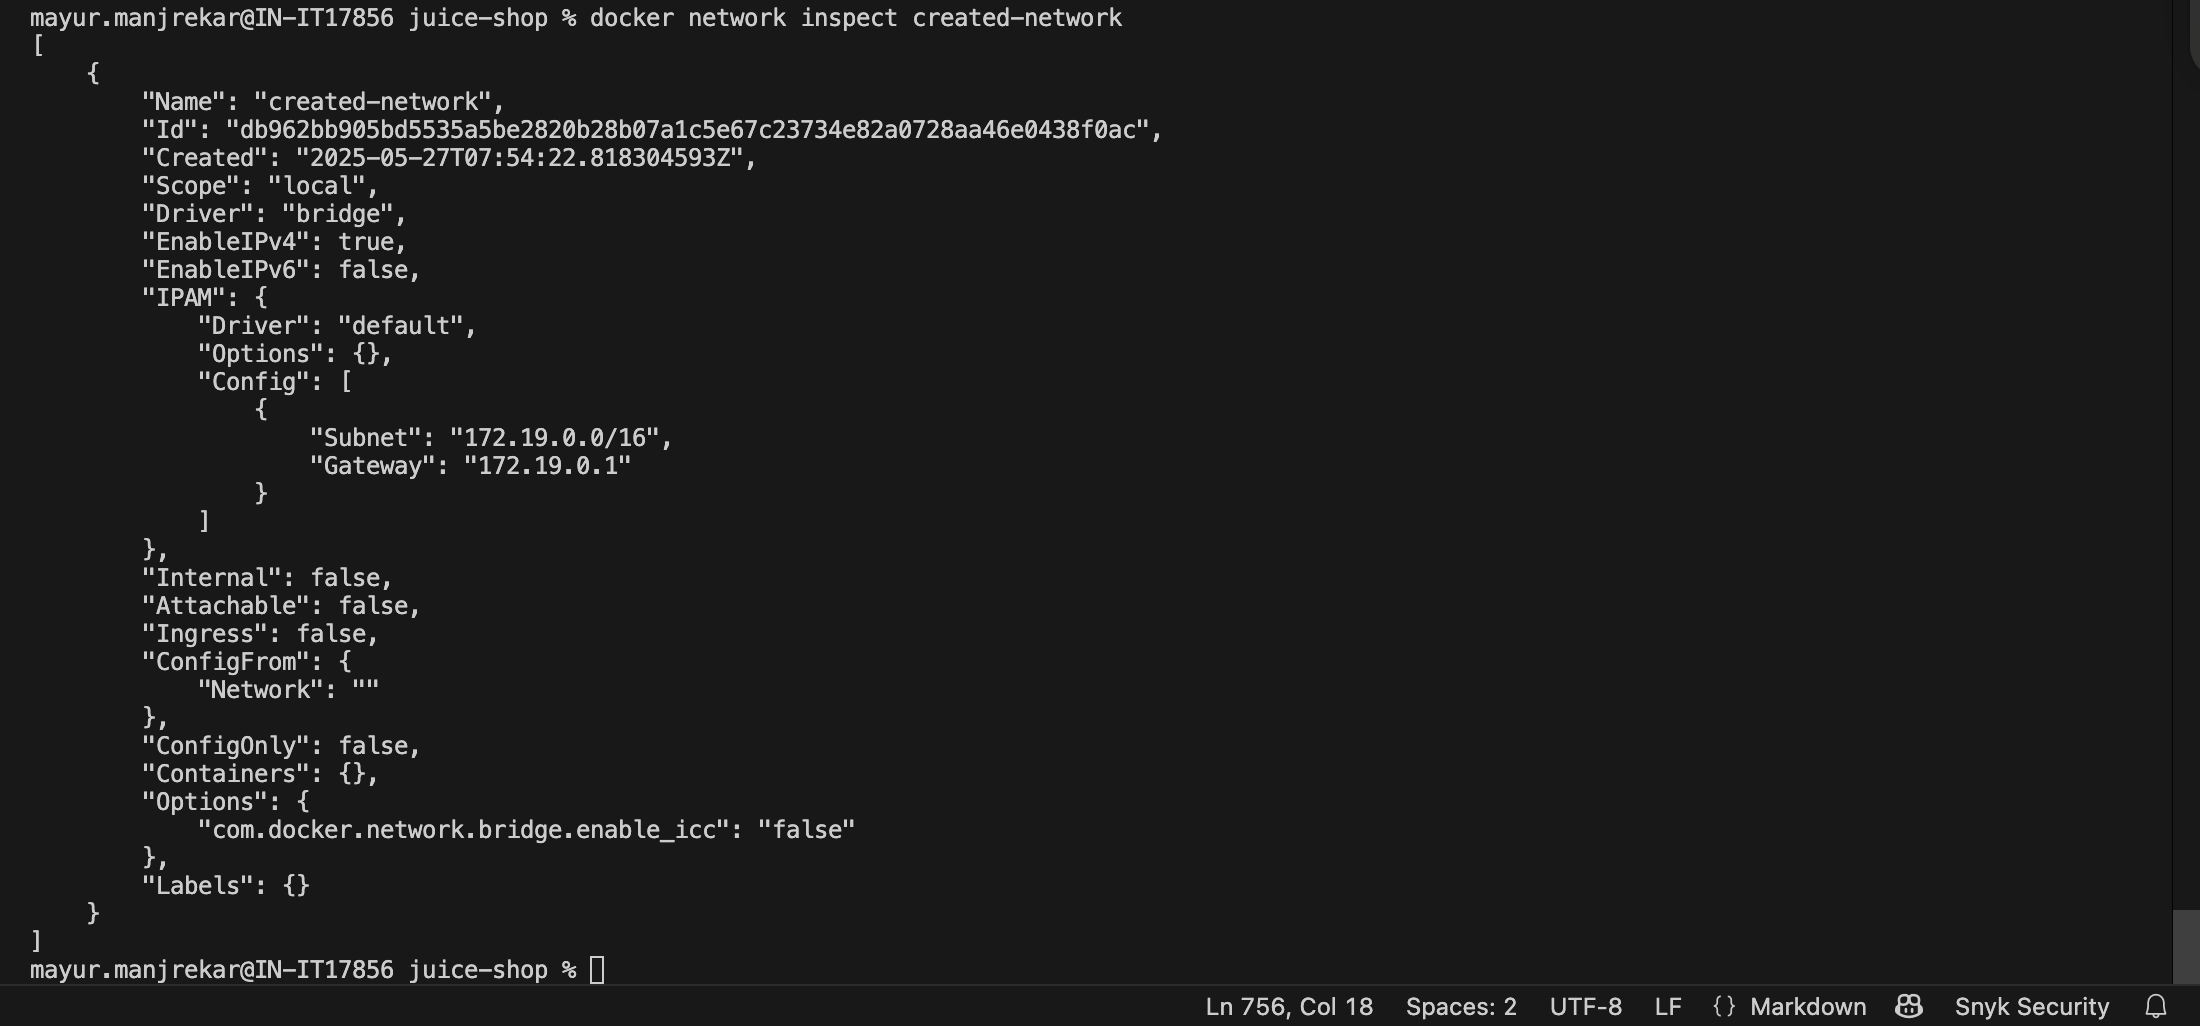 mayur.manjrekar@IN-IT17856 juice-shop % docker network inspect created-network
[
    {
        "Name": "created-network",
        "Id": "db962bb905bd5535a5be2820b28b07a1c5e67c23734e82a0728aa46e0438f0ac",
        "Created": "2025-05-27T07:54:22.818304593Z",
        "Scope": "local",
        "Driver": "bridge",
        "EnableIPv4": true,
        "EnableIPv6": false,
        "IPAM": {
            "Driver": "default",
            "Options": {},
            "Config": [
                {
                    "Subnet": "172.19.0.0/16",
                    "Gateway": "172.19.0.1"
                }
            ]
        },
        "Internal": false,
        "Attachable": false,
        "Ingress": false,
        "ConfigFrom": {
            "Network": ""
        },
        "ConfigOnly": false,
        "Containers": {},
        "Options": {
            "com.docker.network.bridge.enable_icc": "false"
        },
        "Labels": {}
    }
]
mayur.manjrekar@IN-IT17856 juice-shop %
Ln 756, Col 18 Spaces: 2 UTF-8 LF {} Markdown Snyk Security